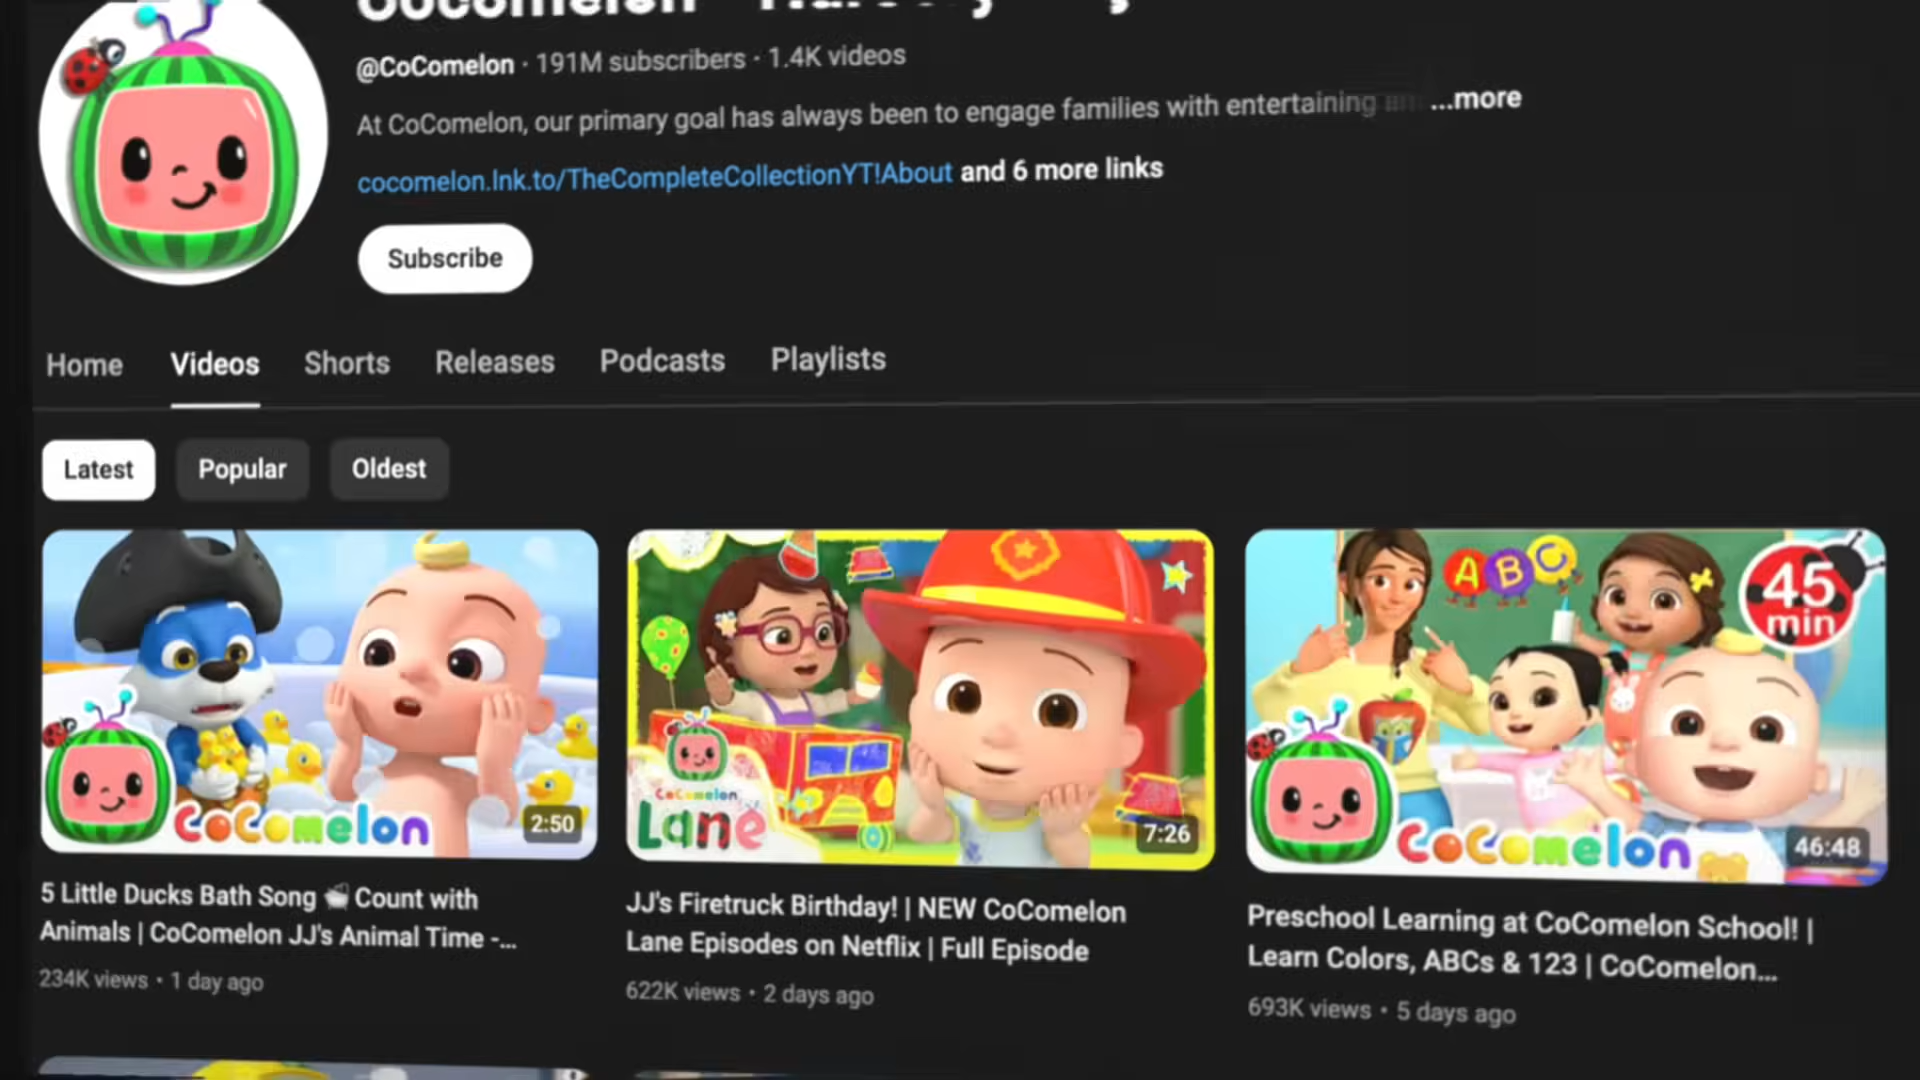 @CoComelon · 191M subscribers · 1.4K videos
At CoComelon, our primary goal has always been to engage families with entertaining ...more
cocomelon.lnk.to/TheCompleteCollectionYT!About and 6 more links
Subscribe
Home Videos Shorts Releases Podcasts Playlists
Latest Popular Oldest
CoComelon
2:50
CoComelon
Lane
7:26
ABC
45
min
CoComelon
46:48
5 Little Ducks Bath Song 🛁 Count with
Animals | CoComelon JJ's Animal Time -...
234K views • 1 day ago
JJ's Firetruck Birthday! | NEW CoComelon
Lane Episodes on Netflix | Full Episode
622K views • 2 days ago
Preschool Learning at CoComelon School! |
Learn Colors, ABCs & 123 | CoComelon...
693K views • 5 days ago